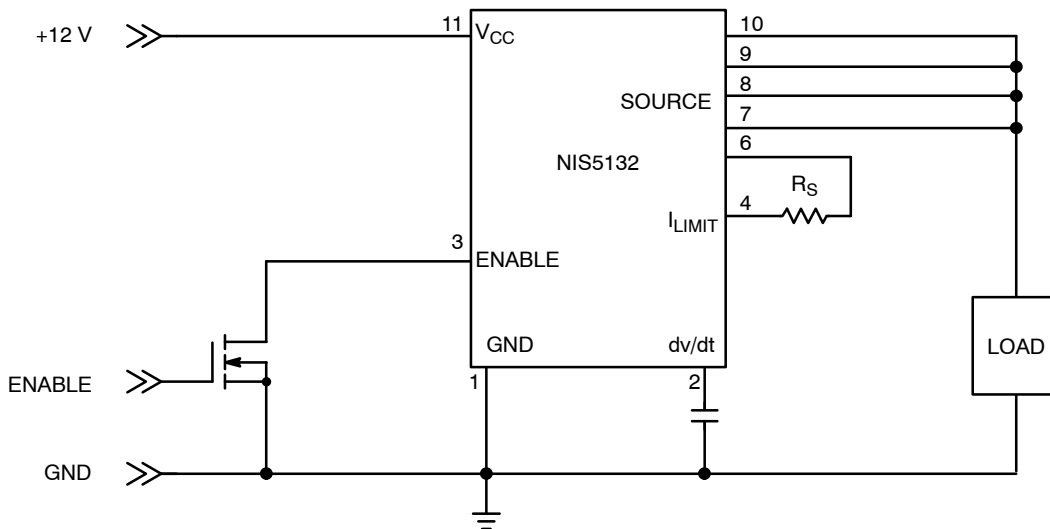 +12 V
11
V_CC
10
9
8
SOURCE
7
6
NIS5132
R_S
4
I_LIMIT
3
ENABLE
GND
dv/dt
LOAD
ENABLE
1
2
GND